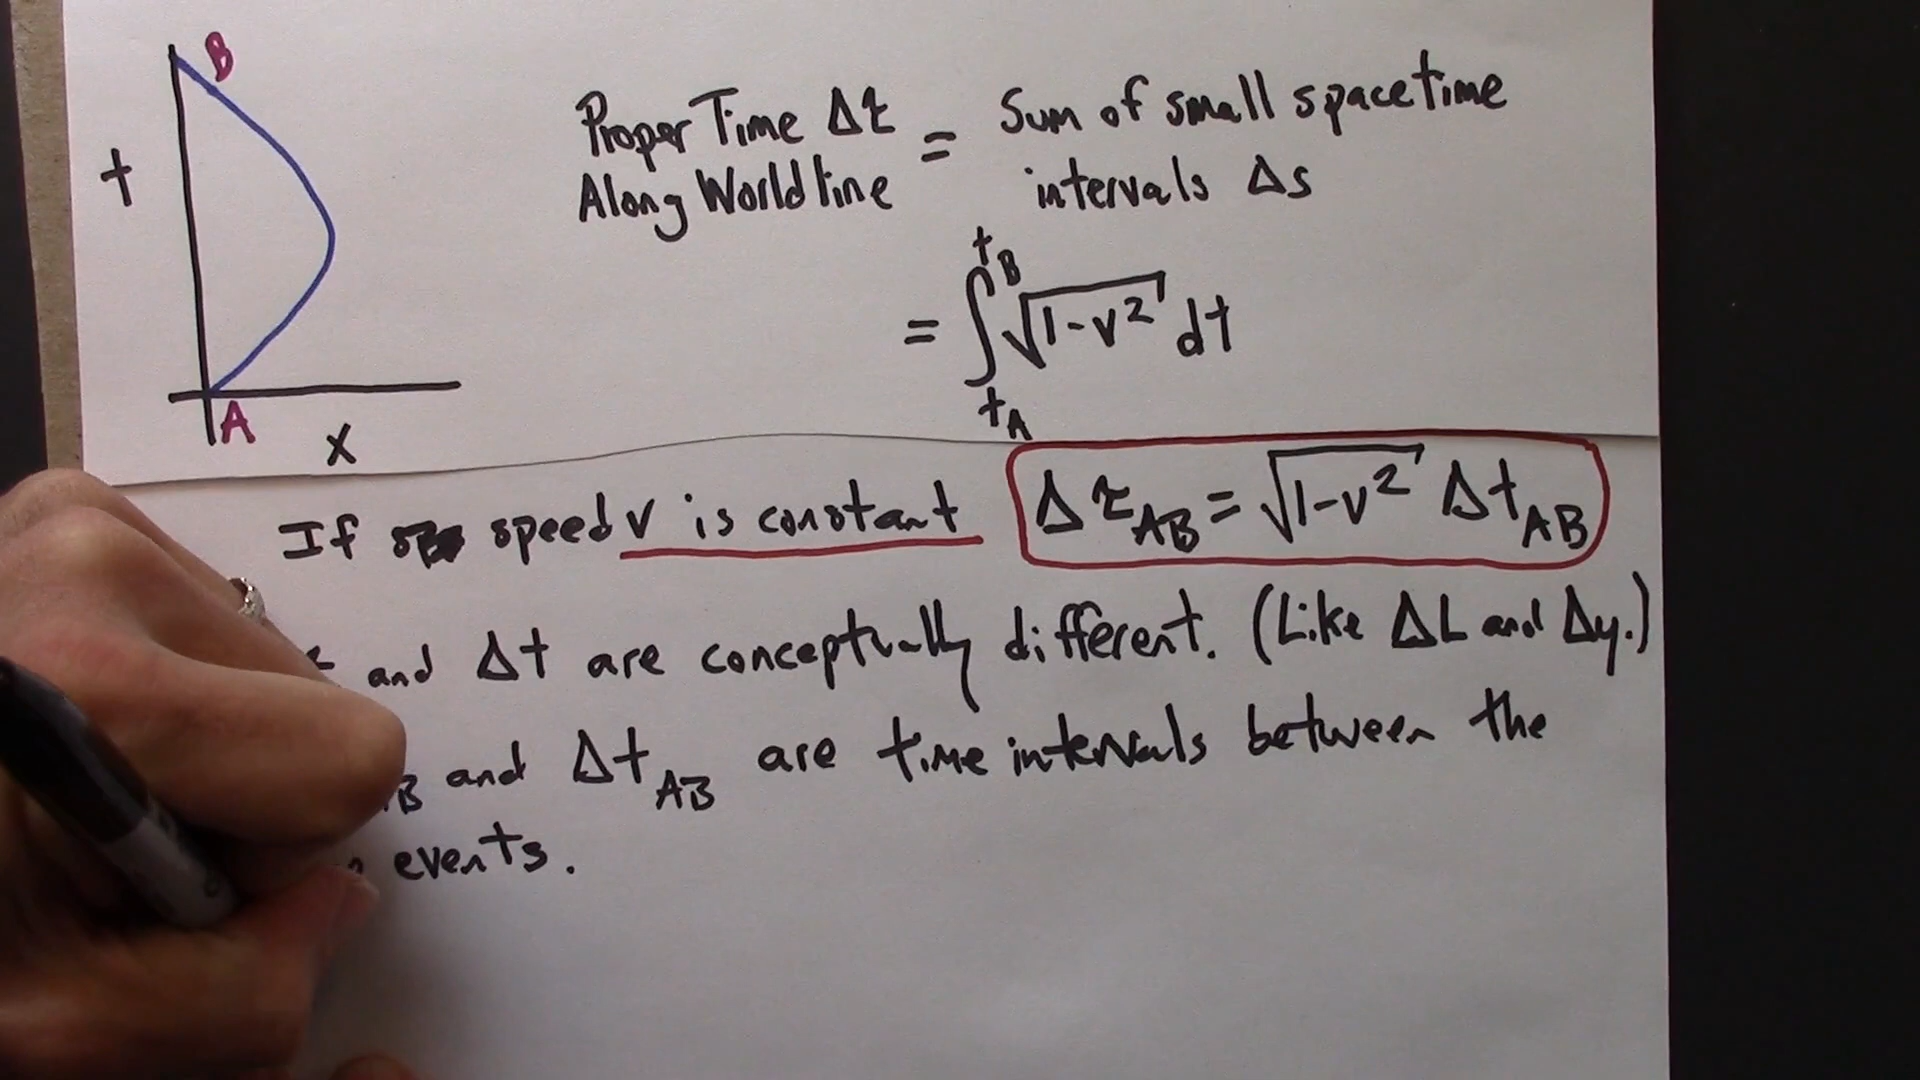 B
t
A
x
Proper Time Δτ
Along Worldline
= Sum of small spacetime
intervals Δs
= ∫_{t_A}^{t_B} √(1-v²) dt
If speed v is constant
Δτ_AB = √(1-v²) Δt_AB
and Δt are conceptually different. (Like ΔL and Δy.)
and Δt_AB are time intervals between the
events.